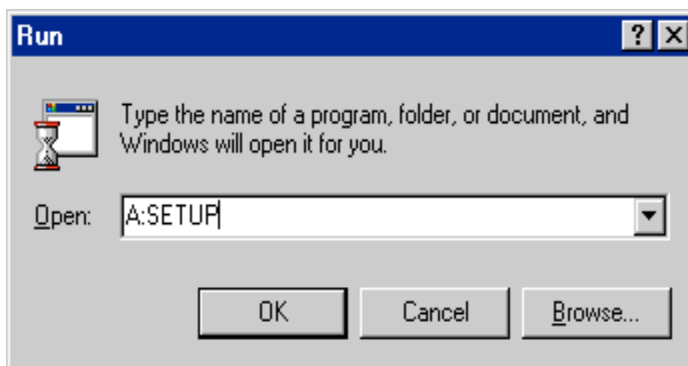 Run
Type the name of a program, folder, or document, and
Windows will open it for you.
Open: A:SETUP
OK Cancel Browse...